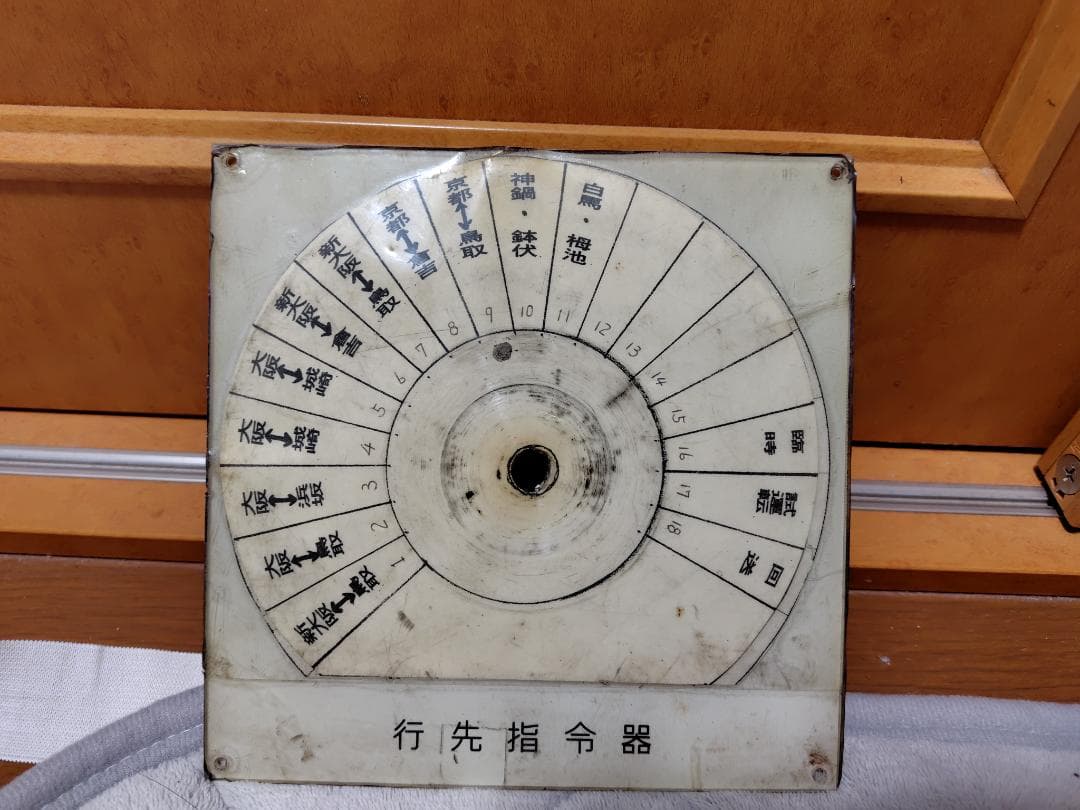 新大阪↔鳥取 1
大阪↔鳥取 2
大阪↔浜坂 3
大阪↔城崎 4
大阪↔城崎 5
新大阪↔倉吉 6
新大阪↔鳥取 7
京都↔倉吉 8
京都↔鳥取 9
神鍋・鉢伏 10
白馬・栂池 11
12
13
14
15
臨時 16
試運転 17
回送 18
行先指令器